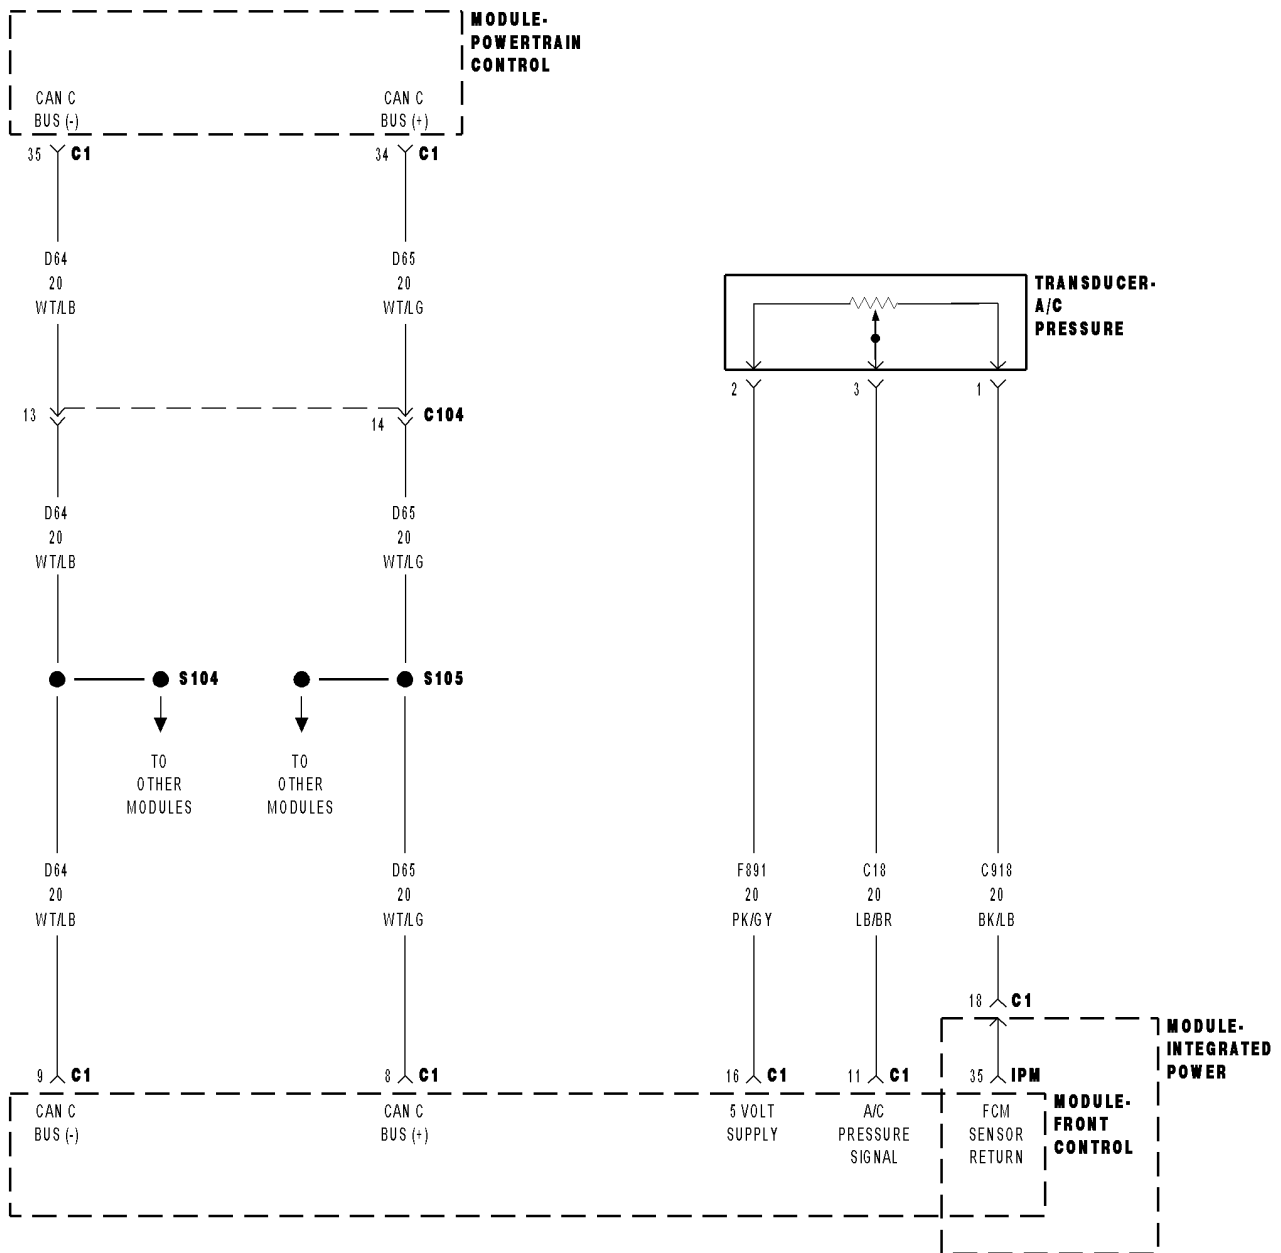 MODULE-
POWERTRAIN
CONTROL
CAN C
BUS (-)
CAN C
BUS (+)
35 C1
34 C1
D64
20
WT/LB
D65
20
WT/LG
TRANSDUCER-
A/C
PRESSURE
2
3
1
13
14
C104
D64
20
WT/LB
D65
20
WT/LG
S104
S105
TO
OTHER
MODULES
TO
OTHER
MODULES
D64
20
WT/LB
D65
20
WT/LG
F891
20
PK/GY
C18
20
LB/BR
C918
20
BK/LB
18 C1
MODULE-
INTEGRATED
POWER
9 C1
8 C1
16 C1
11 C1
35 IPM
CAN C
BUS (-)
CAN C
BUS (+)
5 VOLT
SUPPLY
A/C
PRESSURE
SIGNAL
FCM
SENSOR
RETURN
MODULE-
FRONT
CONTROL